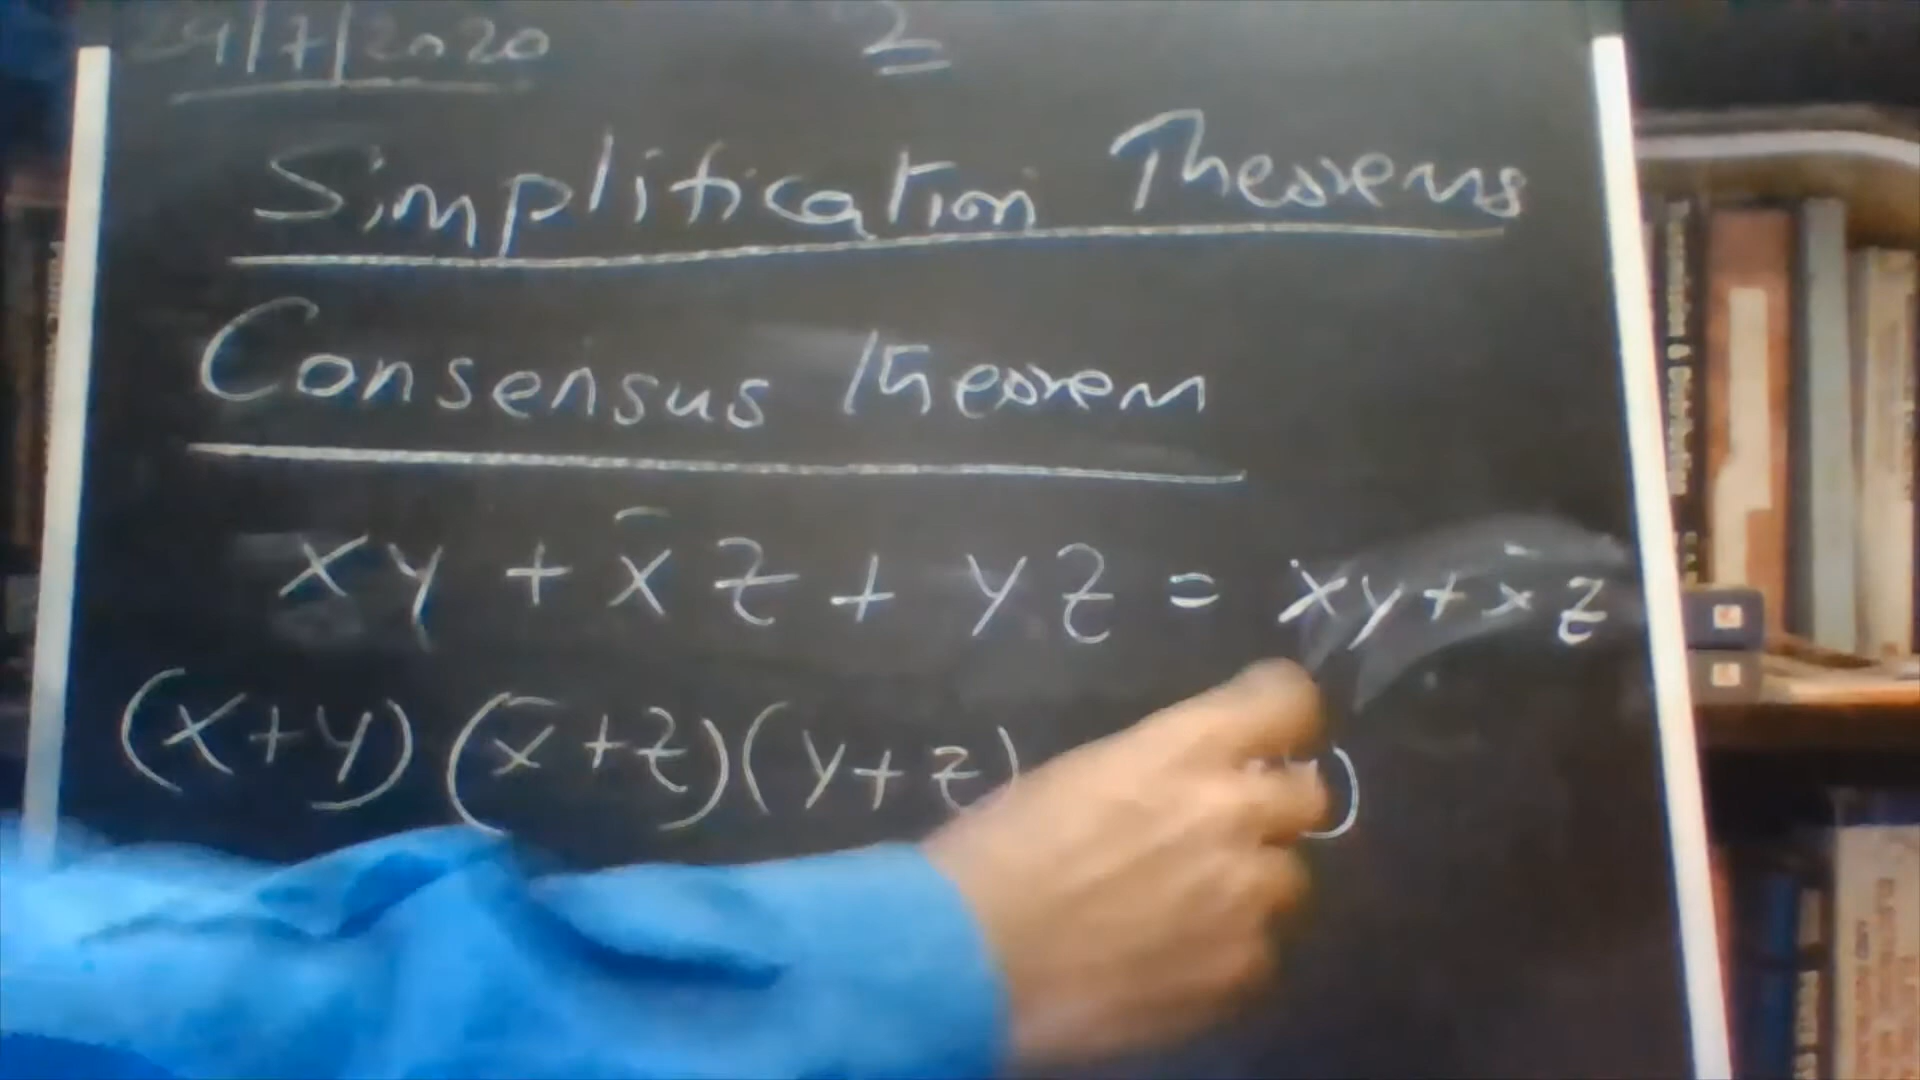 24/7/2020
2
Simplification Theorems
Consensus Theorem
xy + x̄z + yz = xy + x̄z
(x+y)(x̄+z)(y+z)